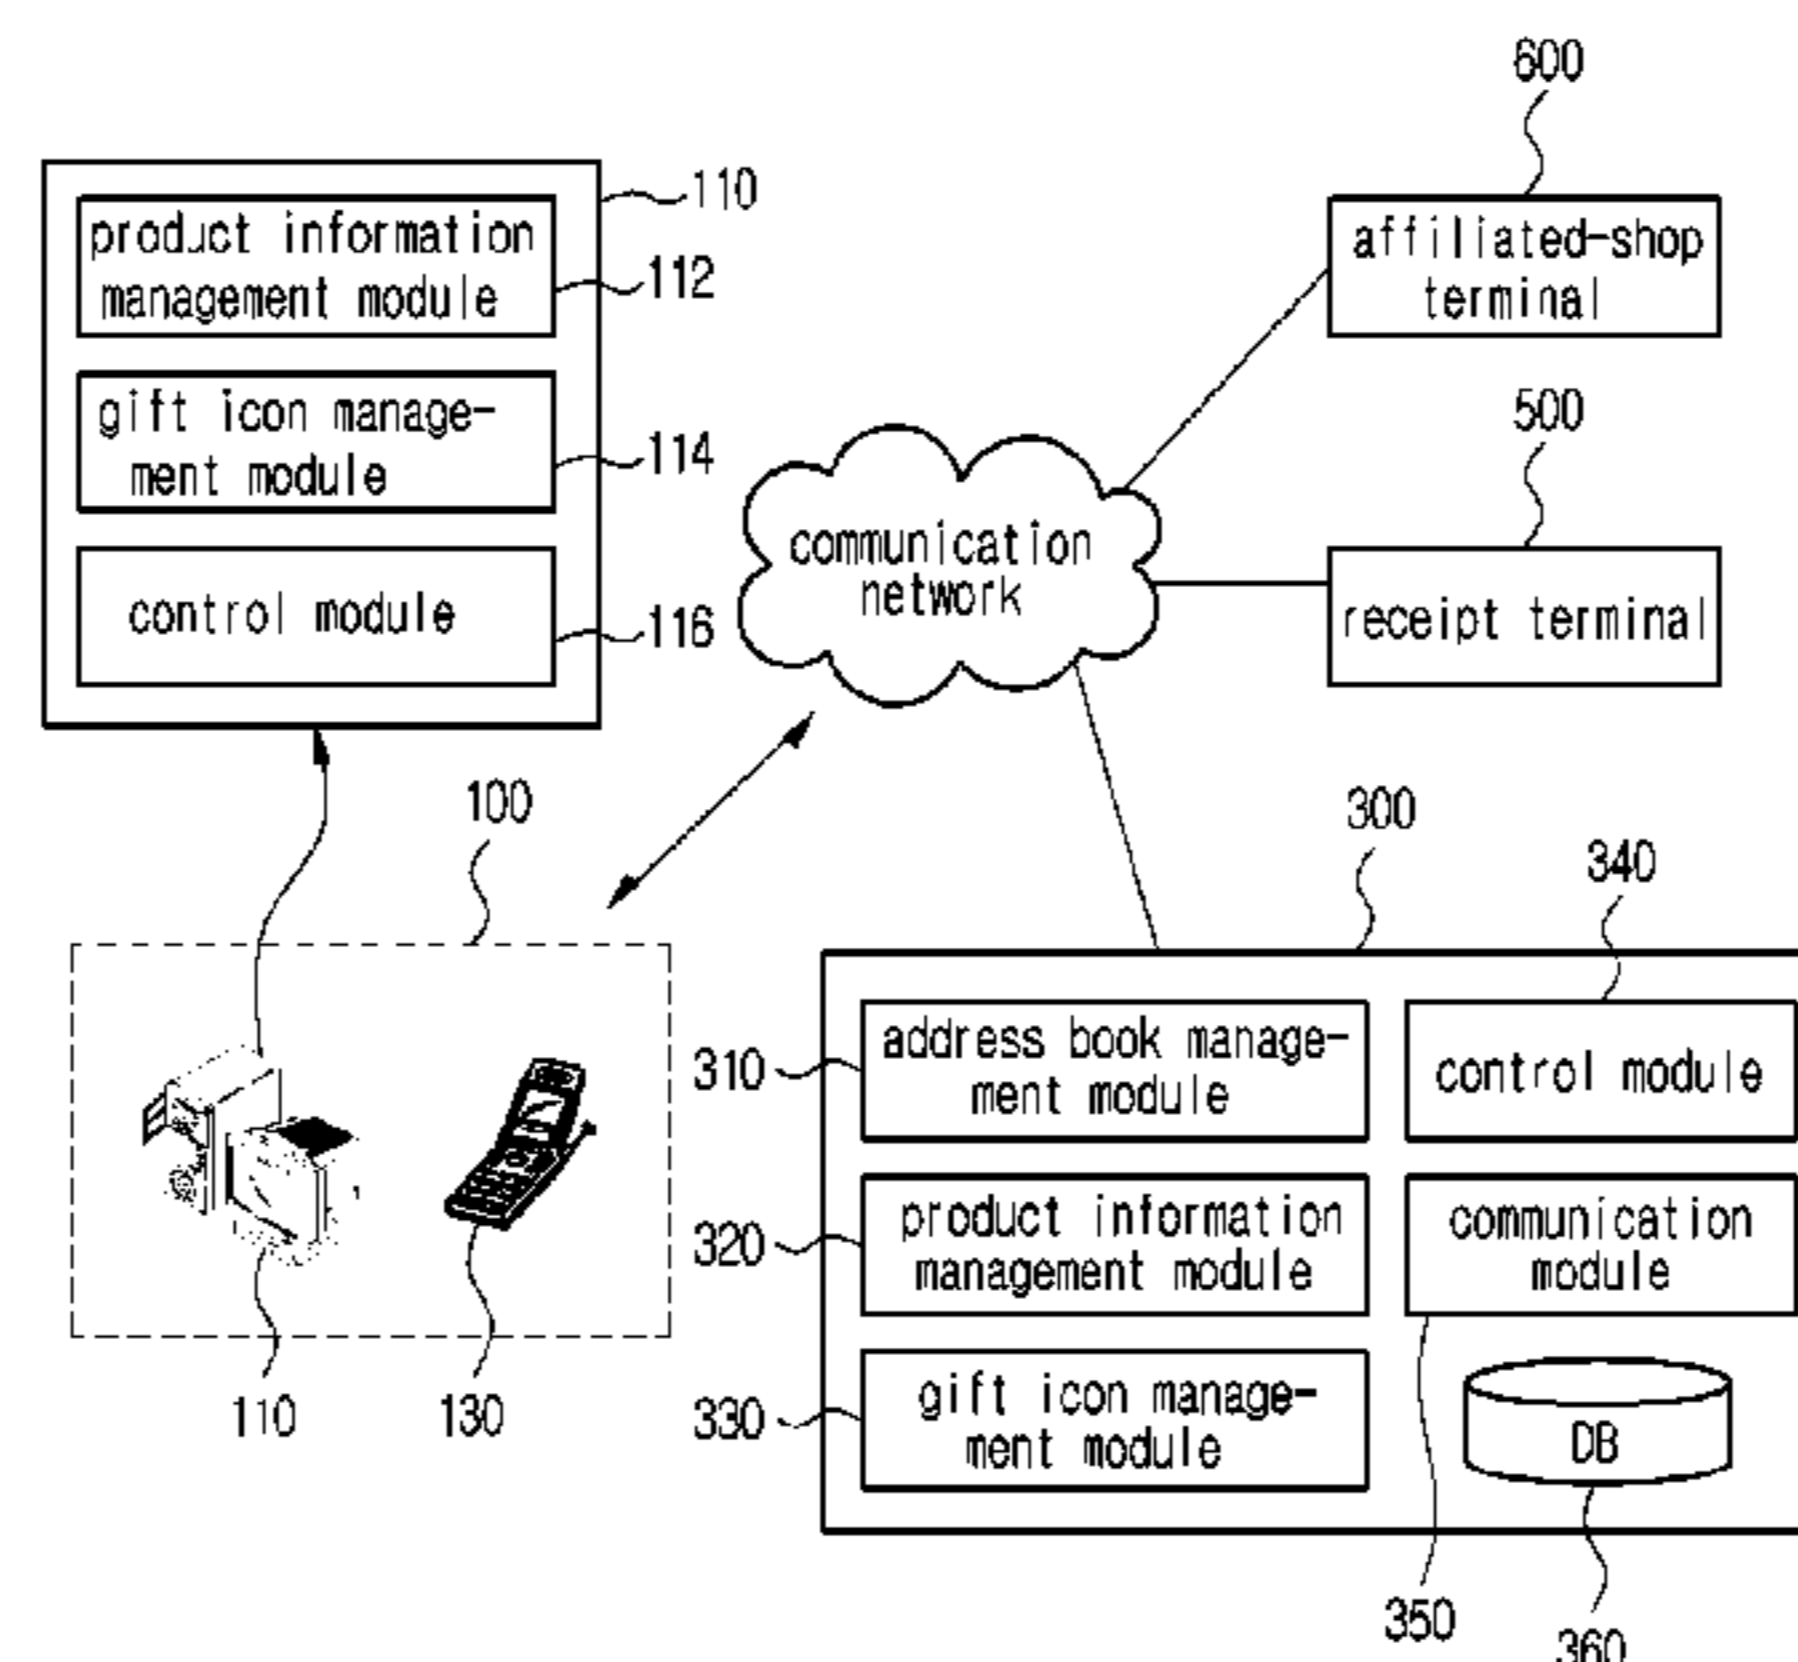 600
110
product information
management module
112
affiliated-shop
terminal
gift icon manage-
ment module
114
500
communication
network
control module
116
receipt terminal
100
300
340
310
address book manage-
ment module
control module
320
product information
management module
communication
module
330
gift icon manage-
ment module
DB
110
130
350
360